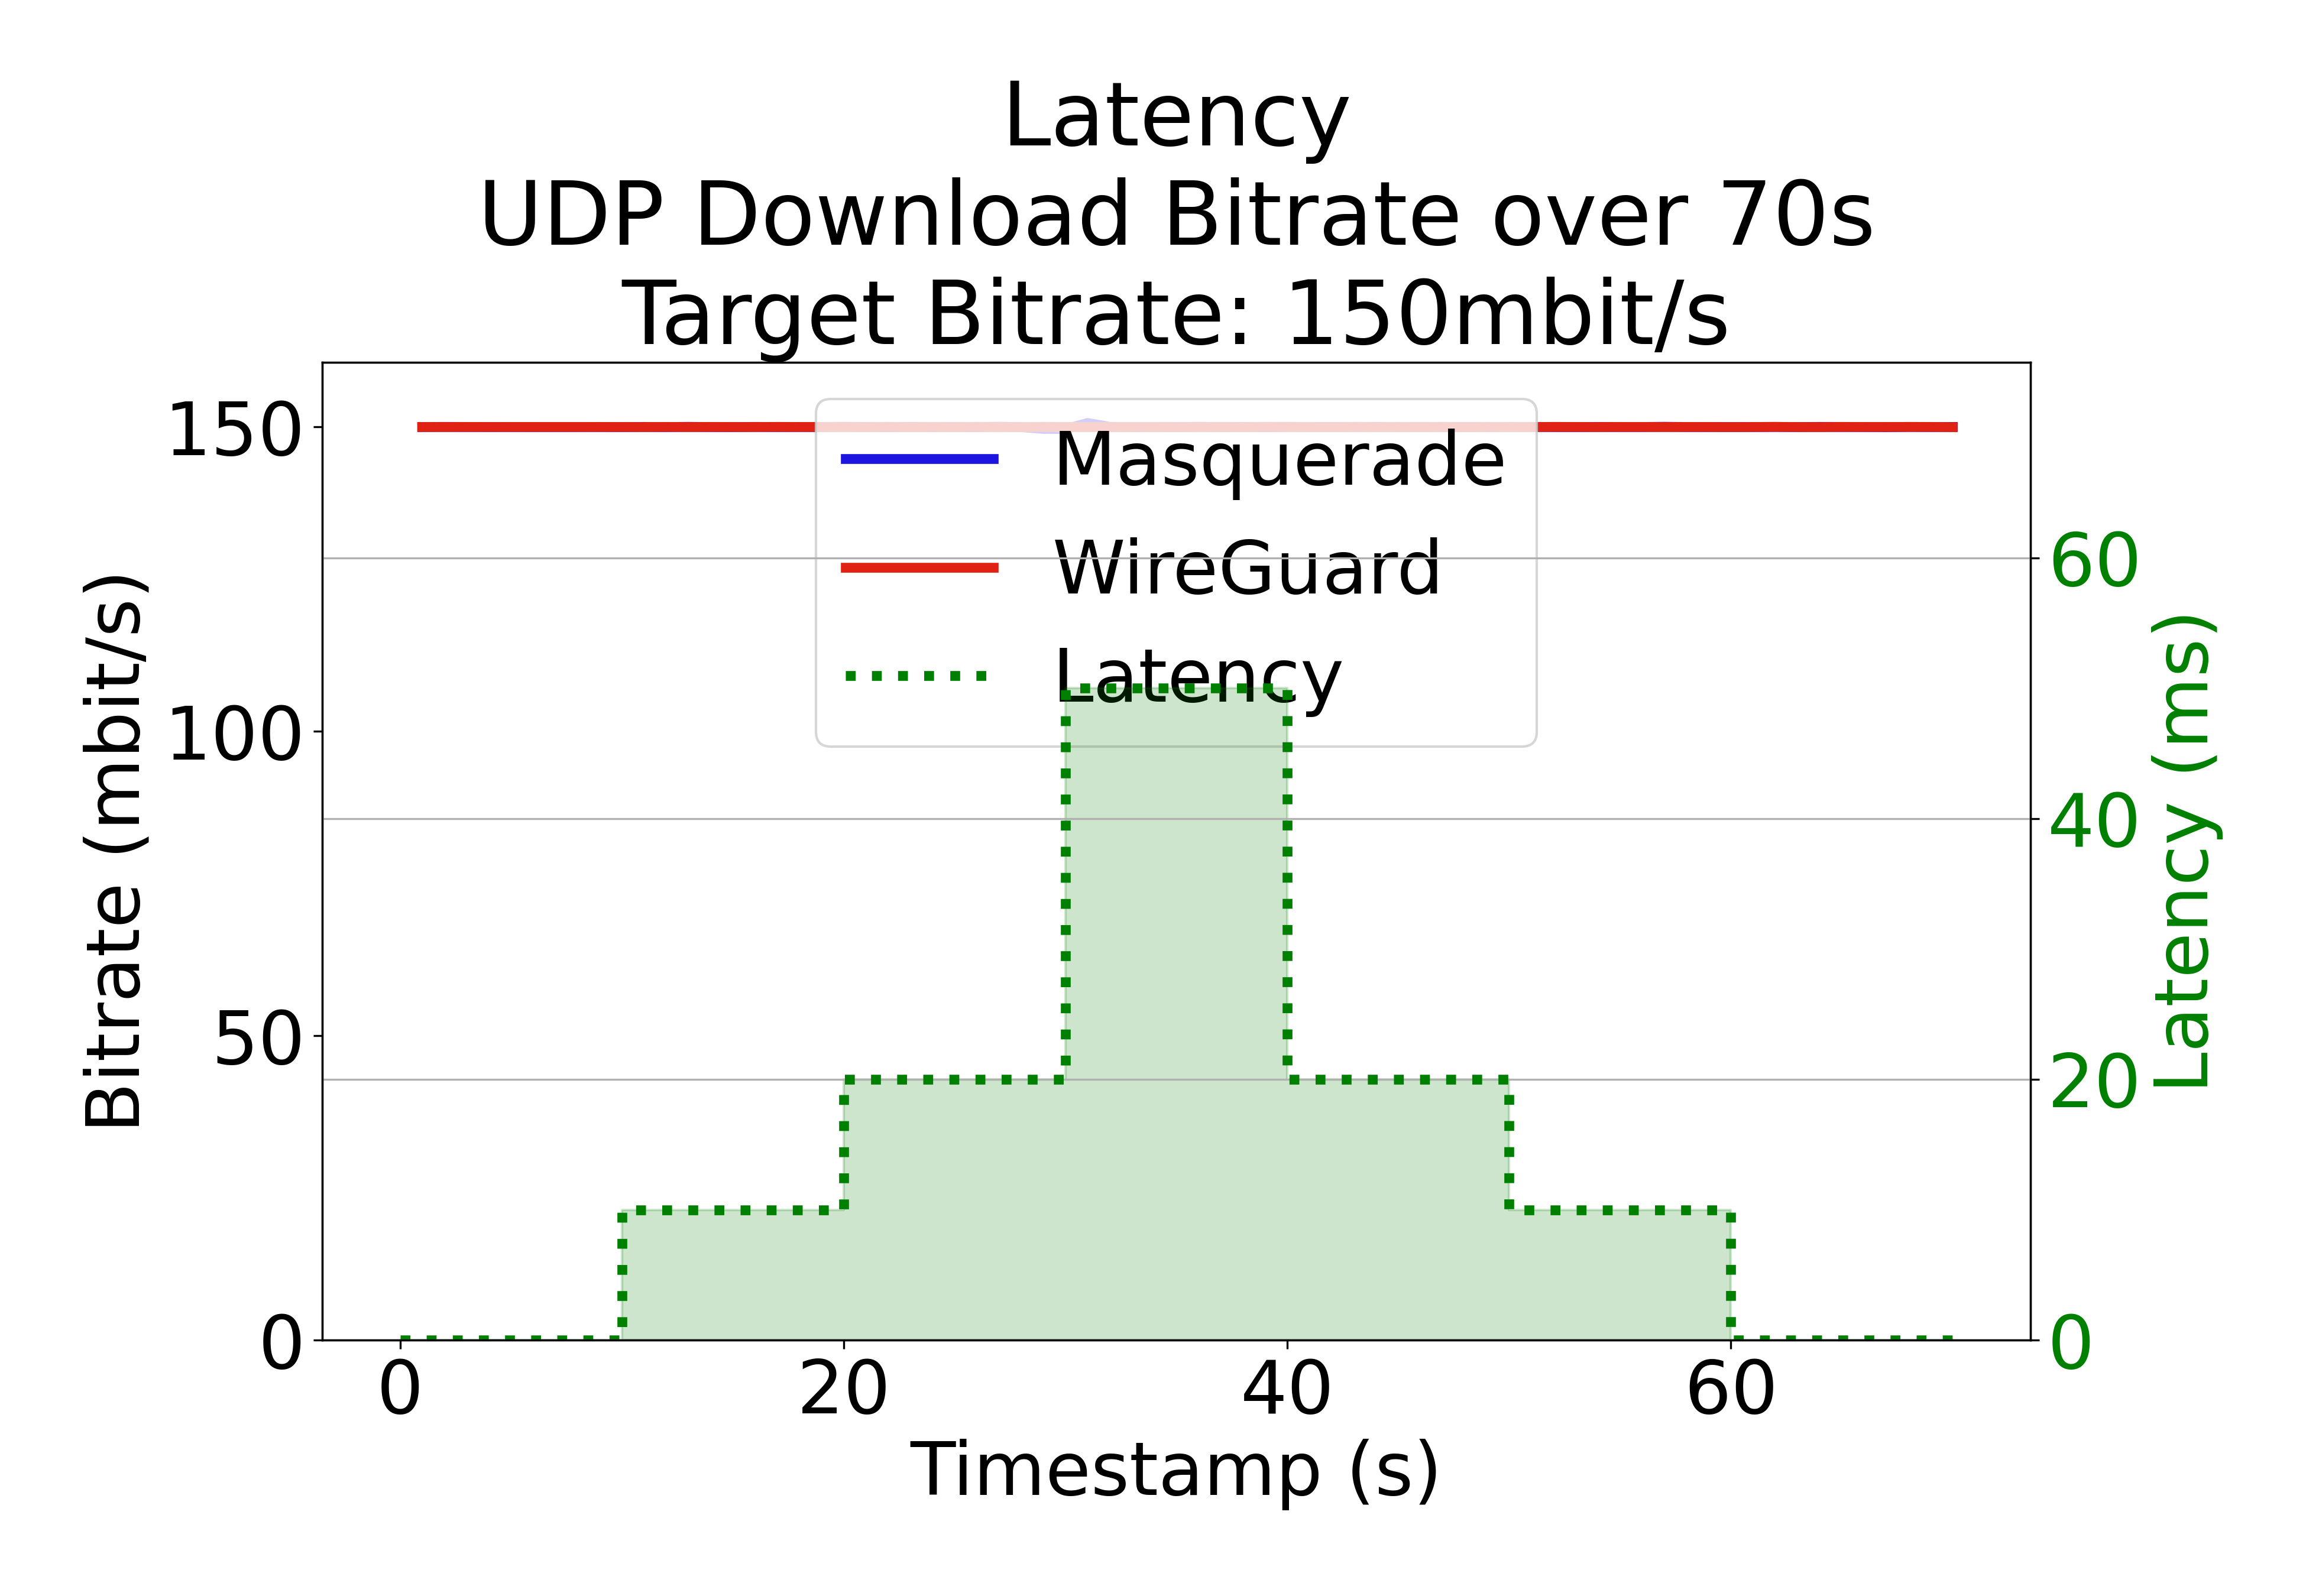 Latency
UDP Download Bitrate over 70s
Target Bitrate: 150mbit/s
150
100
50
0
Bitrate (mbit/s)
Masquerade
WireGuard
Latency
60
40
20
0
Latency (ms)
0 20 40 60
Timestamp (s)